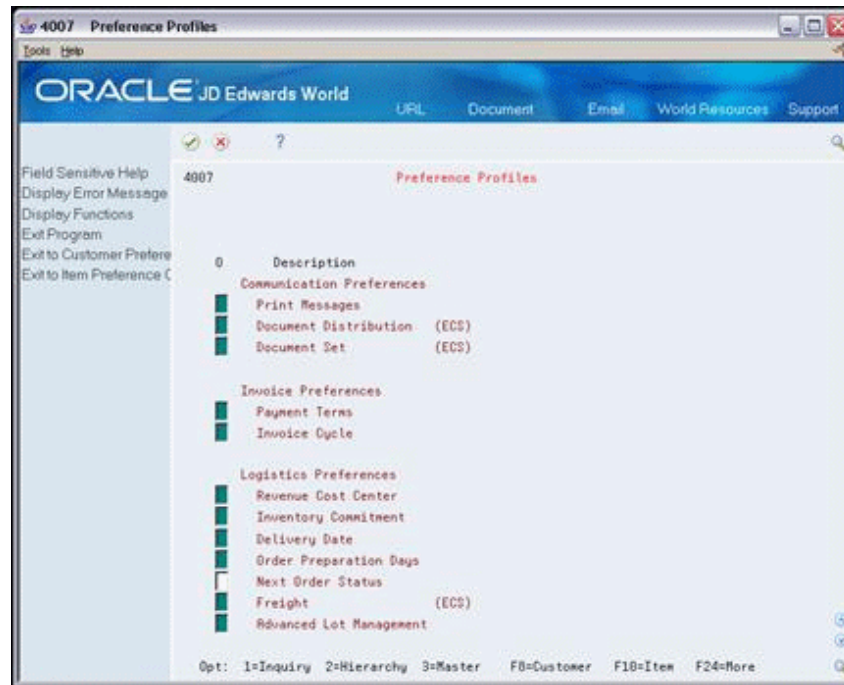 4007 Preference Profiles
Tools Help
ORACLE JD Edwards World
URL Document Email World Resources Support
?
Field Sensitive Help
Display Error Message
Display Functions
Exit Program
Exit to Customer Prefere
Exit to Item Preference C
4007 Preference Profiles
O Description
Communication Preferences
Print Messages
Document Distribution (ECS)
Document Set (ECS)
Invoice Preferences
Payment Terms
Invoice Cycle
Logistics Preferences
Revenue Cost Center
Inventory Commitment
Delivery Date
Order Preparation Days
Next Order Status
Freight (ECS)
Advanced Lot Management
Opt: 1=Inquiry 2=Hierarchy 3=Master F8=Customer F10=Item F24=More